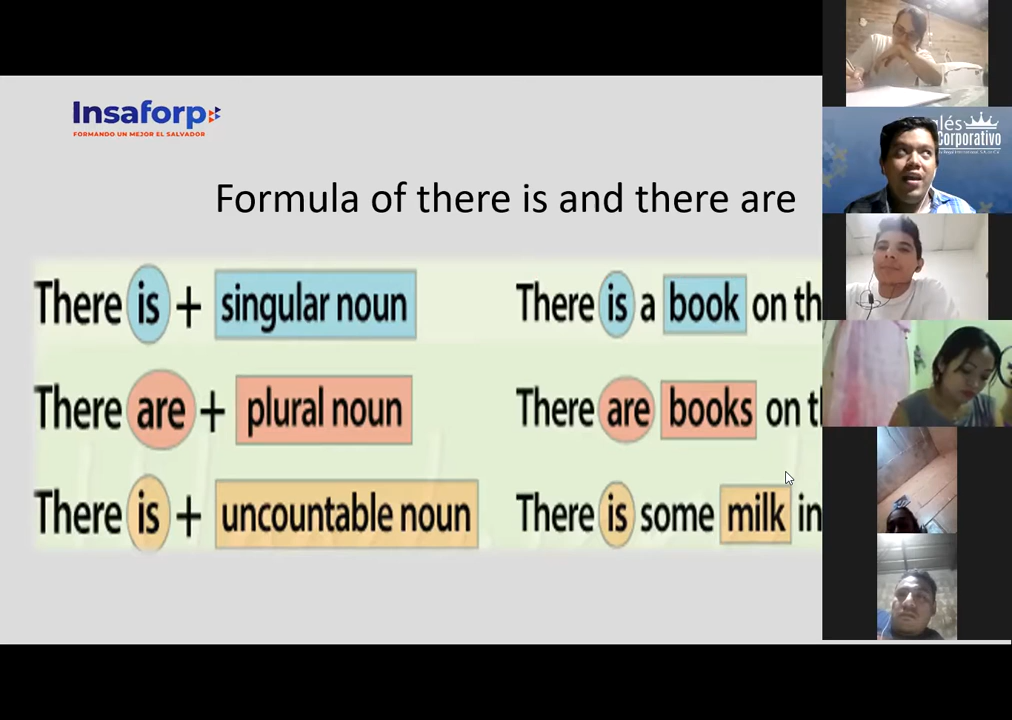 Insaforp
FORMANDO UN MEJOR EL SALVADOR
Formula of there is and there are
There is + singular noun
There is a book on th
There are + plural noun
There are books on t
There is + uncountable noun
There is some milk in
glés
Corporativo